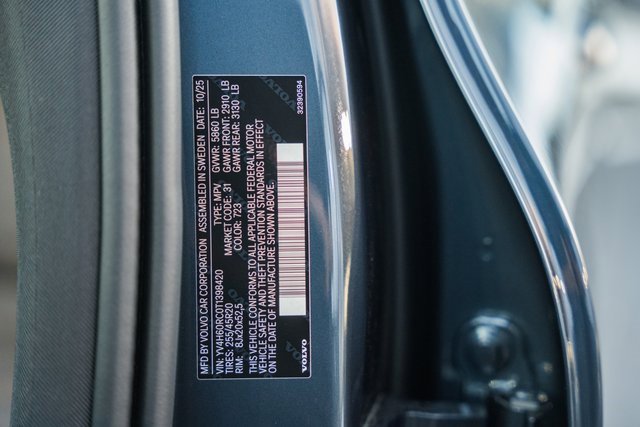 MFD BY VOLVO CAR CORPORATION ASSEMBLED IN SWEDEN DATE: 10/25
VIN: YV4H60RC0T1398420 TYPE: MPV GVWR: 5860 LB
TIRES: 255/45R20 MARKET CODE: 31 GAWR FRONT: 2910 LB
RIM: 8Jx20x52,5 COLOR: 723 GAWR REAR: 3130 LB
THIS VEHICLE CONFORMS TO ALL APPLICABLE FEDERAL MOTOR
VEHICLE SAFETY AND THEFT PREVENTION STANDARDS IN EFFECT
ON THE DATE OF MANUFACTURE SHOWN ABOVE.
VOLVO
32390594